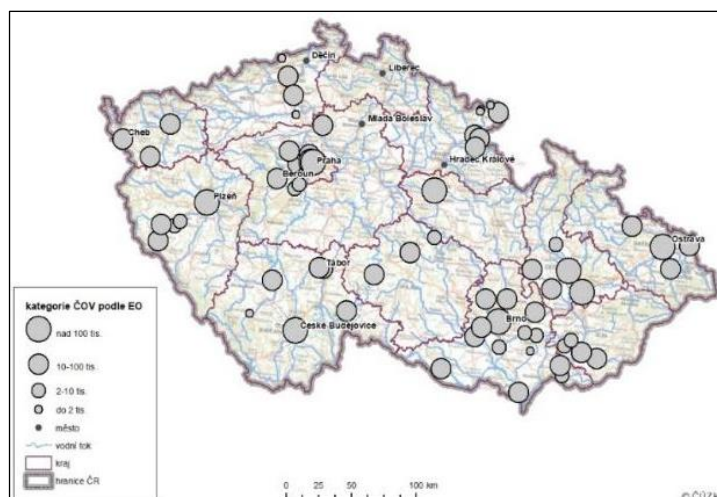 Děčín
Liberec
Cheb
Mladá Boleslav
Praha
Hradec Králové
Beroun
Plzeň
Ostrava
Tábor
Brno
České Budějovice
kategorie ČOV podle EO
nad 100 tis.
10-100 tis.
2-10 tis.
do 2 tis.
město
vodní tok
kraj
hranice ČR
0 25 50 100 km